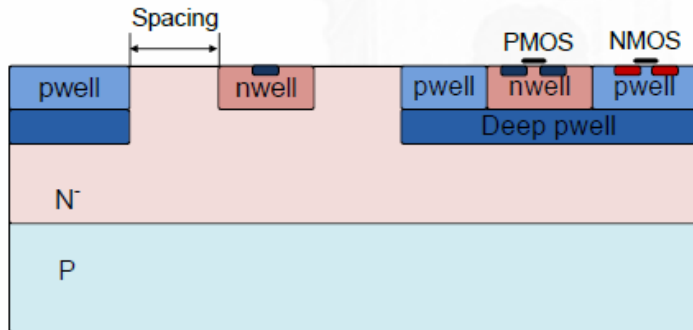 Spacing
PMOS NMOS
pwell nwell pwell nwell pwell
Deep pwell
N⁻
P